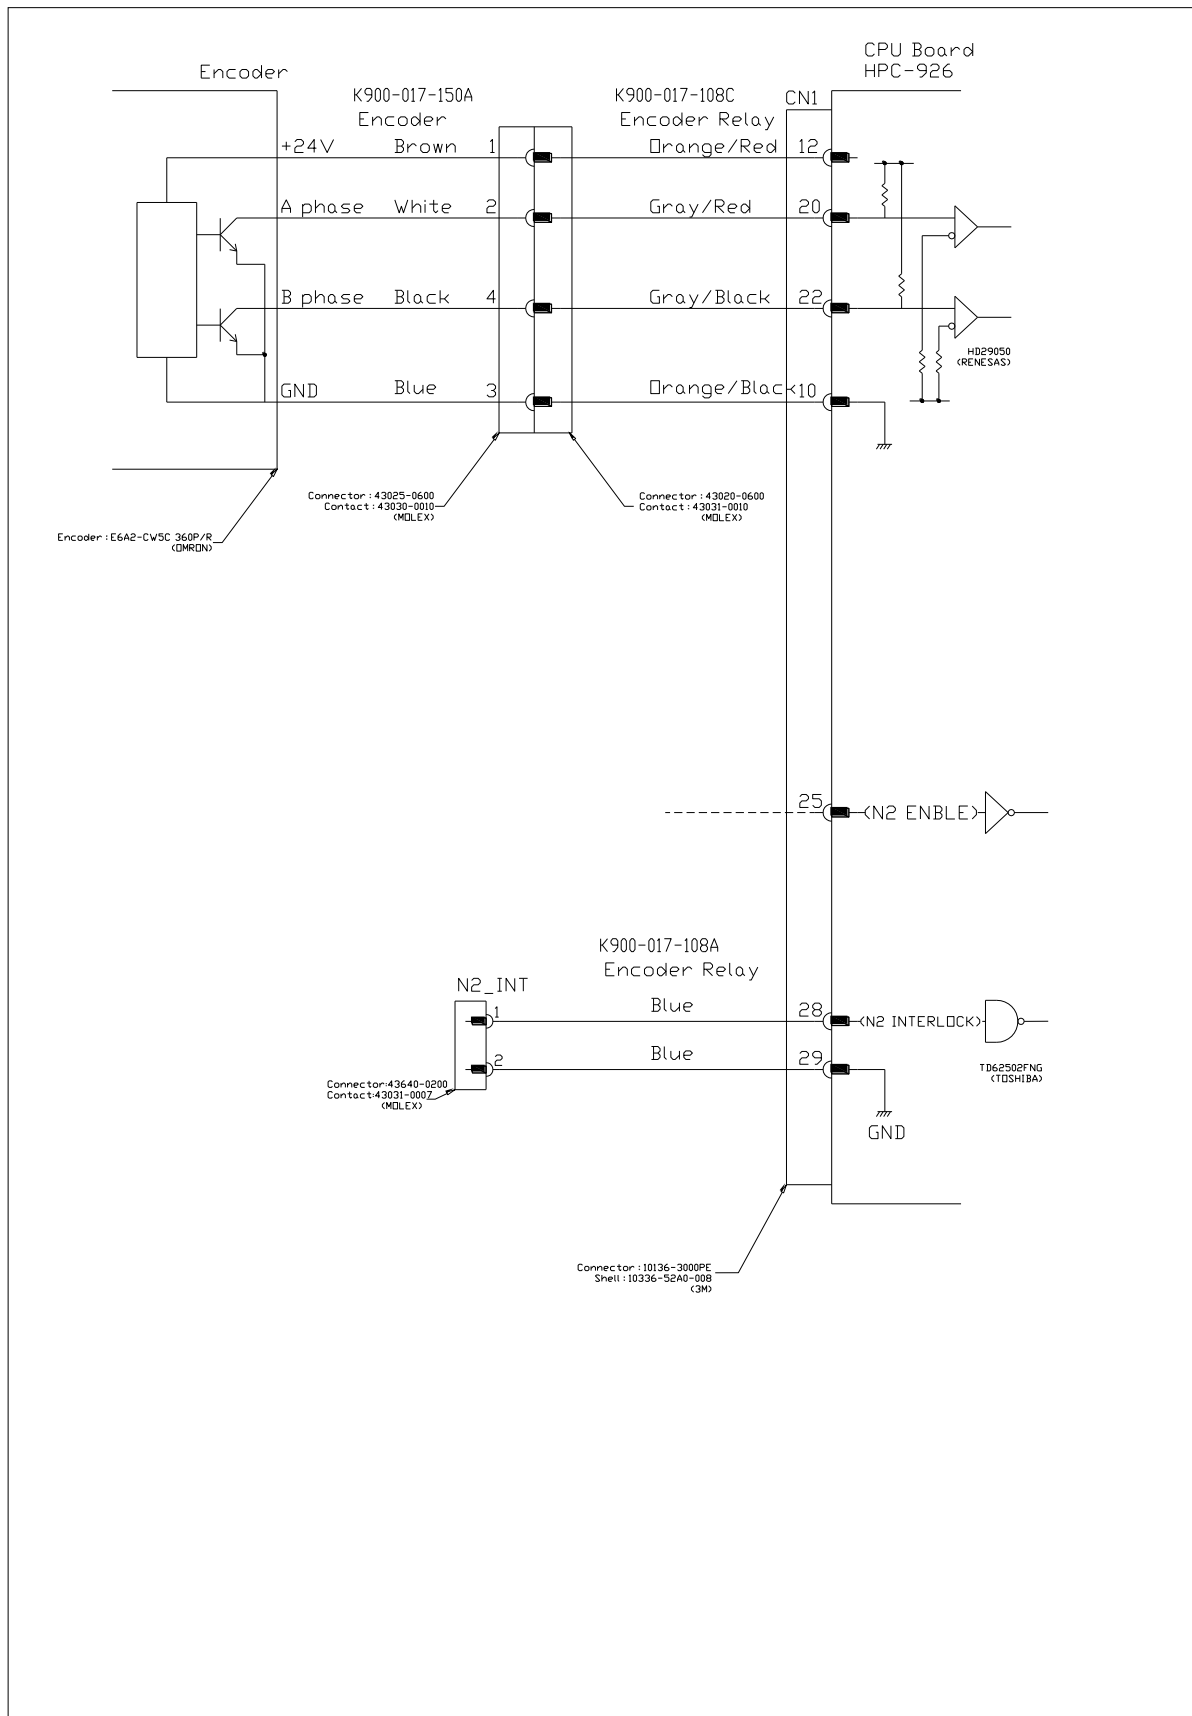 CPU Board
HPC-926
Encoder
K900-017-150A
Encoder
K900-017-108C
Encoder Relay
CN1
+24V Brown 1 Orange/Red 12
A phase White 2 Gray/Red 20
B phase Black 4 Gray/Black 22
HD29050
(RENESAS)
GND Blue 3 Orange/Black 10
Connector:43025-0600
Contact:43030-0010
(MOLEX)
Connector:43020-0600
Contact:43031-0010
(MOLEX)
Encoder:E6A2-CW5C 360P/R
(OMRON)
25 (N2 ENBLE)
K900-017-108A
Encoder Relay
N2_INT
1 Blue 28 (N2 INTERLOCK)
2 Blue 29
TD62502FNG
(TOSHIBA)
Connector:43640-0200
Contact:43031-0007
(MOLEX)
GND
Connector:10136-3000PE
Shell:10336-52A0-008
(3M)